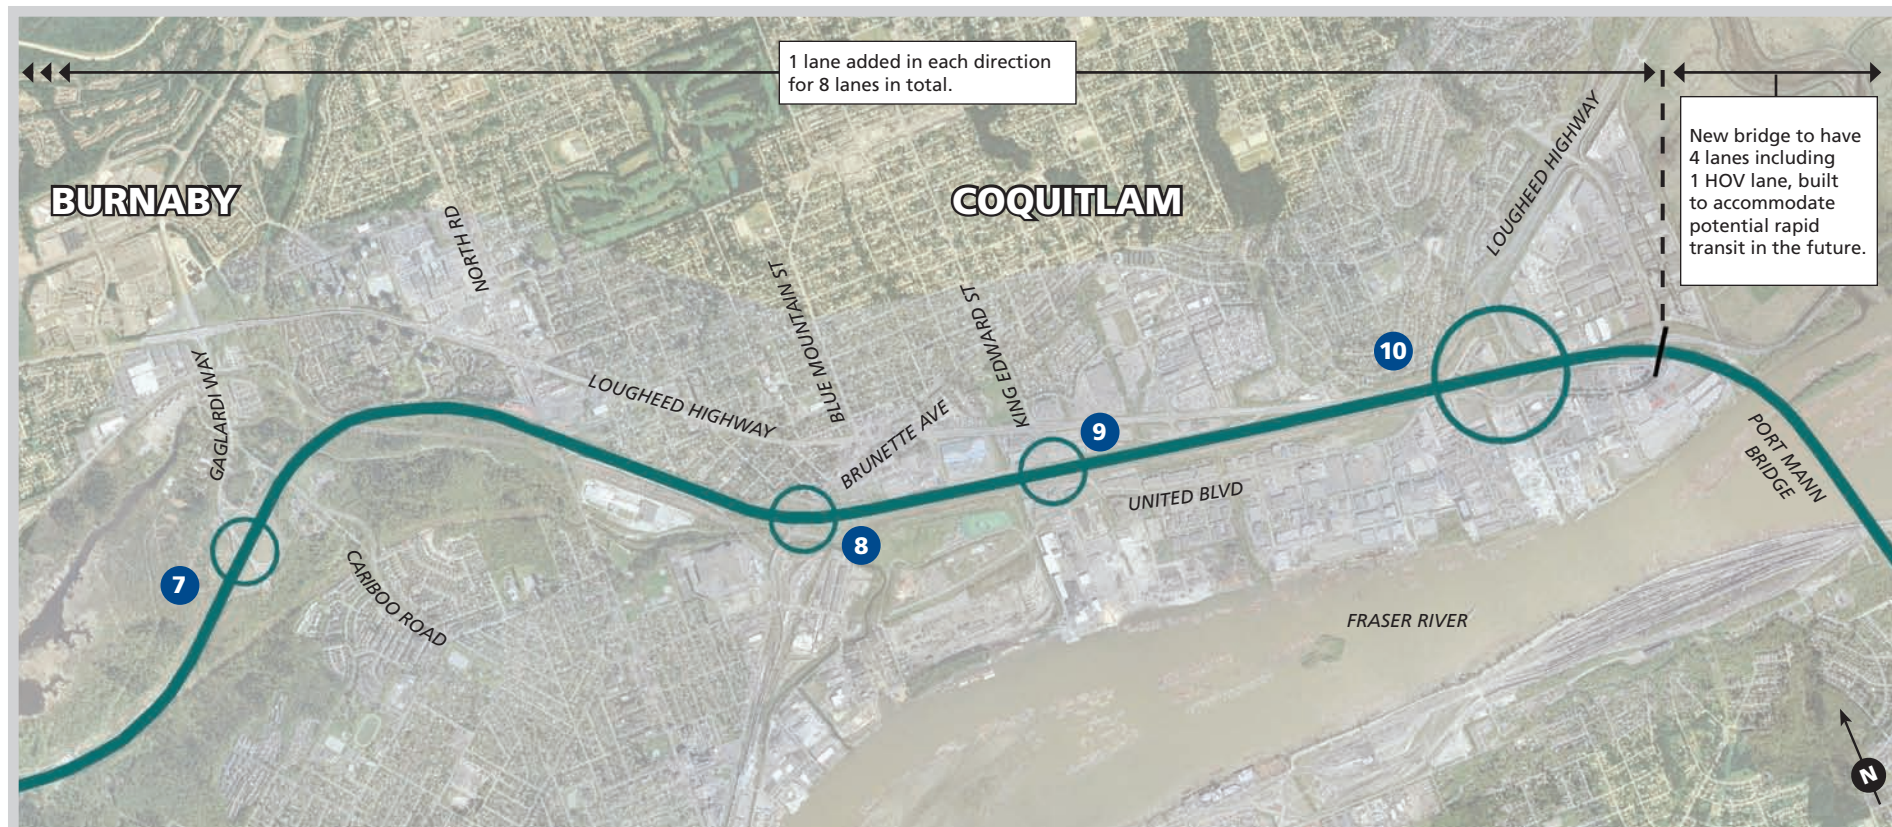 1 lane added in each direction
for 8 lanes in total.
New bridge to have
4 lanes including
1 HOV lane, built
to accommodate
potential rapid
transit in the future.
BURNABY
COQUITLAM
LOUGHEED HIGHWAY
NORTH RD
BLUE MOUNTAIN ST
KING EDWARD ST
10
GAGLARDI WAY
LOUGHEED HIGHWAY
BRUNETTE AVE
9
PORT MANN
BRIDGE
UNITED BLVD
8
7
CARIBOO ROAD
FRASER RIVER
N